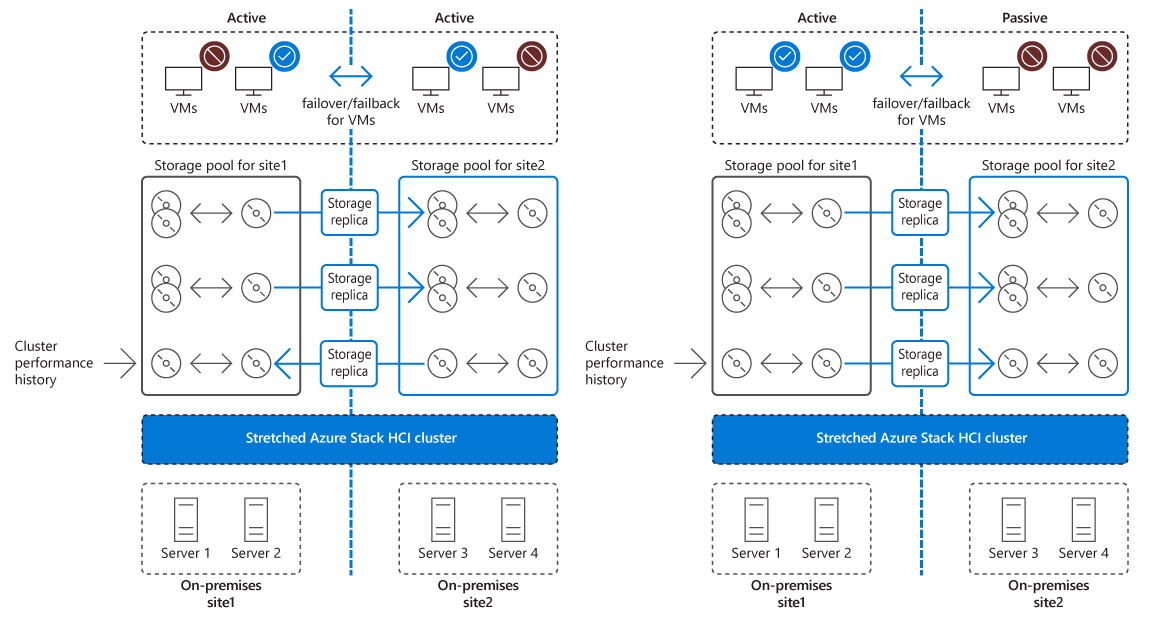 Active
Active
VMs
VMs
failover/failback
for VMs
VMs
VMs
Storage pool for site1
Storage pool for site2
Storage
replica
Storage
replica
Storage
replica
Cluster
performance
history
Stretched Azure Stack HCI cluster
Server 1
Server 2
Server 3
Server 4
On-premises
site1
On-premises
site2
Active
Passive
VMs
VMs
failover/failback
for VMs
VMs
VMs
Storage pool for site1
Storage pool for site2
Storage
replica
Storage
replica
Storage
replica
Cluster
performance
history
Stretched Azure Stack HCI cluster
Server 1
Server 2
Server 3
Server 4
On-premises
site1
On-premises
site2